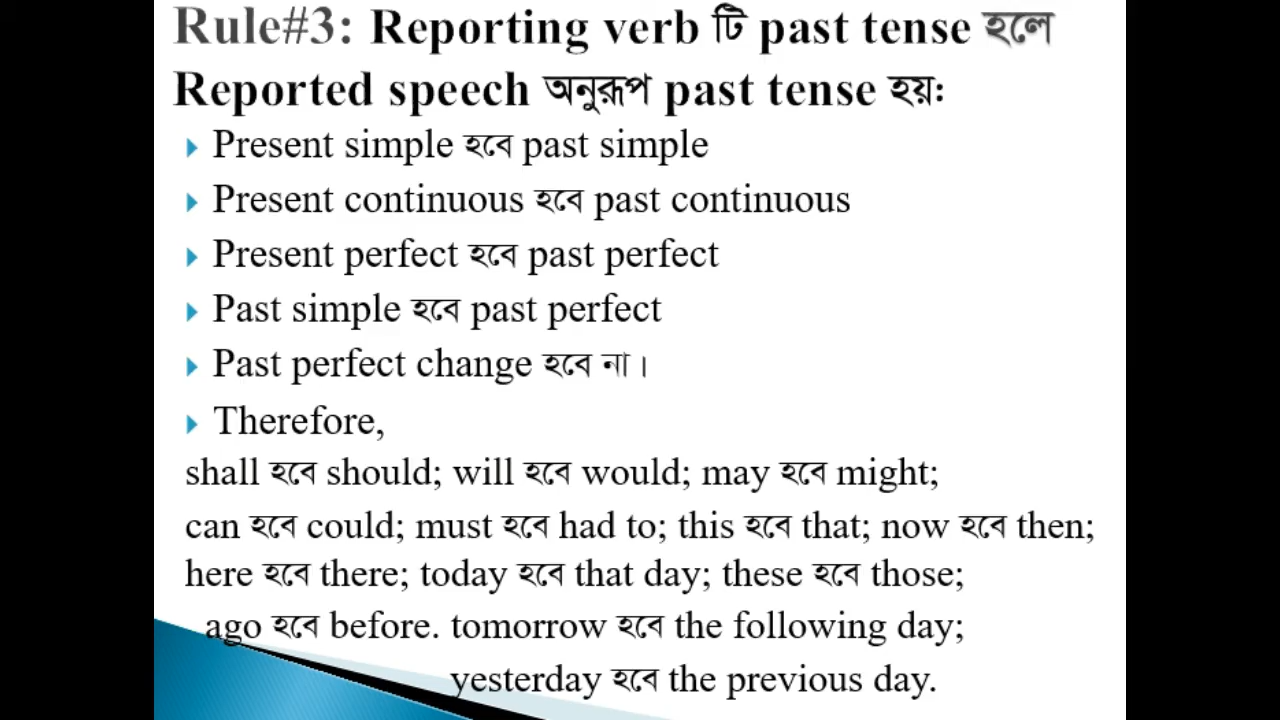 Rule#3: Reporting verb টি past tense হলে
Reported speech অনুরূপ past tense হয়ঃ
Present simple হবে past simple
Present continuous হবে past continuous
Present perfect হবে past perfect
Past simple হবে past perfect
Past perfect change হবে না।
Therefore,
shall হবে should; will হবে would; may হবে might;
can হবে could; must হবে had to; this হবে that; now হবে then;
here হবে there; today হবে that day; these হবে those;
ago হবে before. tomorrow হবে the following day;
yesterday হবে the previous day.